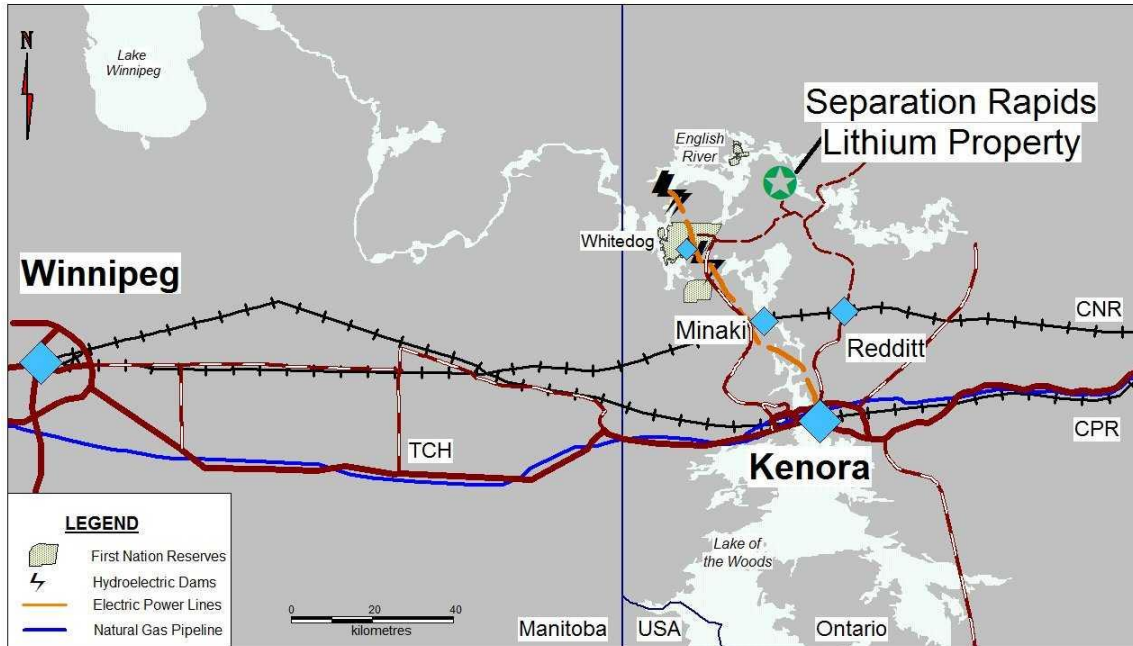 N
Lake
Winnipeg
Separation Rapids
Lithium Property
English
River
Whitedog
Winnipeg
Minaki
Redditt
CNR
CPR
TCH
Kenora
LEGEND
First Nation Reserves
Hydroelectric Dams
Electric Power Lines
Natural Gas Pipeline
0 20 40
kilometres
Lake of
the Woods
Manitoba
USA
Ontario